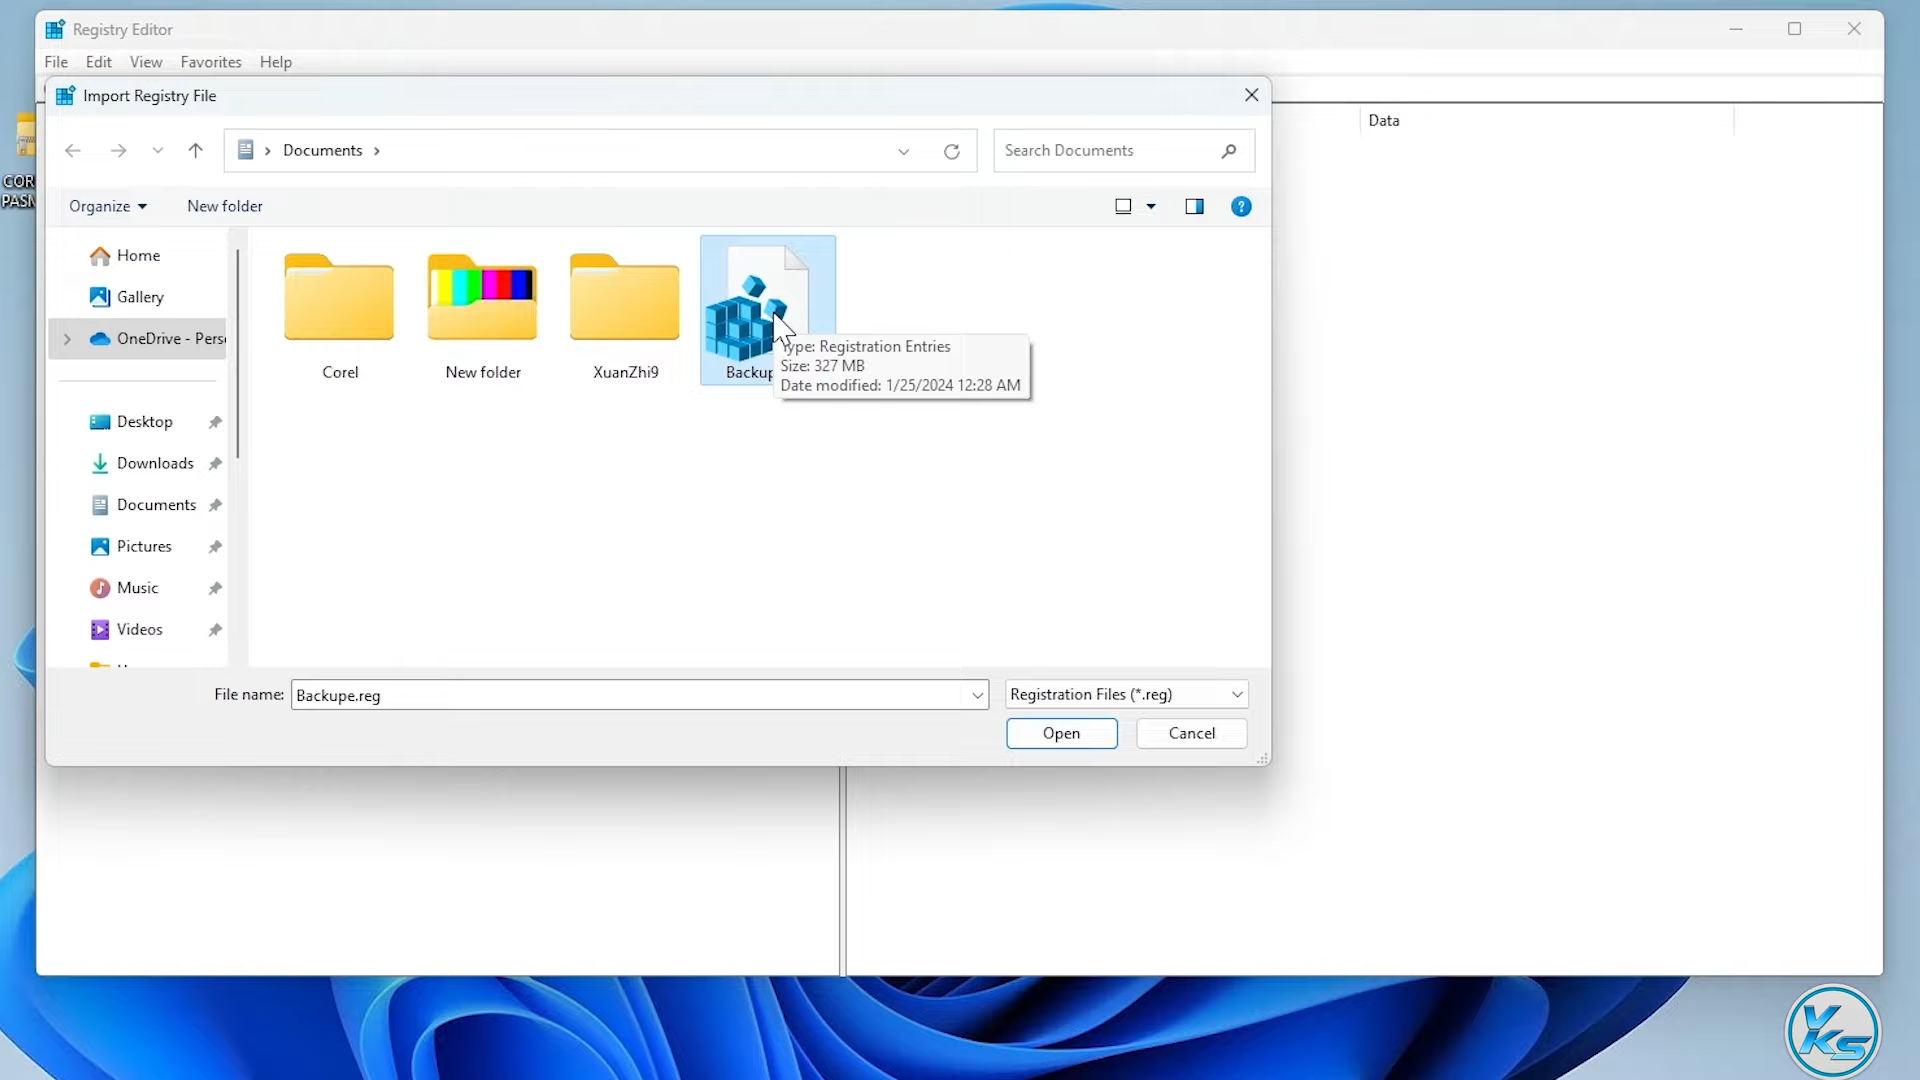 Registry Editor
File Edit View Favorites Help
Import Registry File
Documents
Search Documents
Data
Organize
New folder
Home
Gallery
OneDrive - Pers
Corel
New folder
XuanZhi9
Backup
Type: Registration Entries
Size: 327 MB
Date modified: 1/25/2024 12:28 AM
COR
PASM
Desktop
Downloads
Documents
Pictures
Music
Videos
File name: Backupe.reg
Registration Files (*.reg)
Open
Cancel
YKS